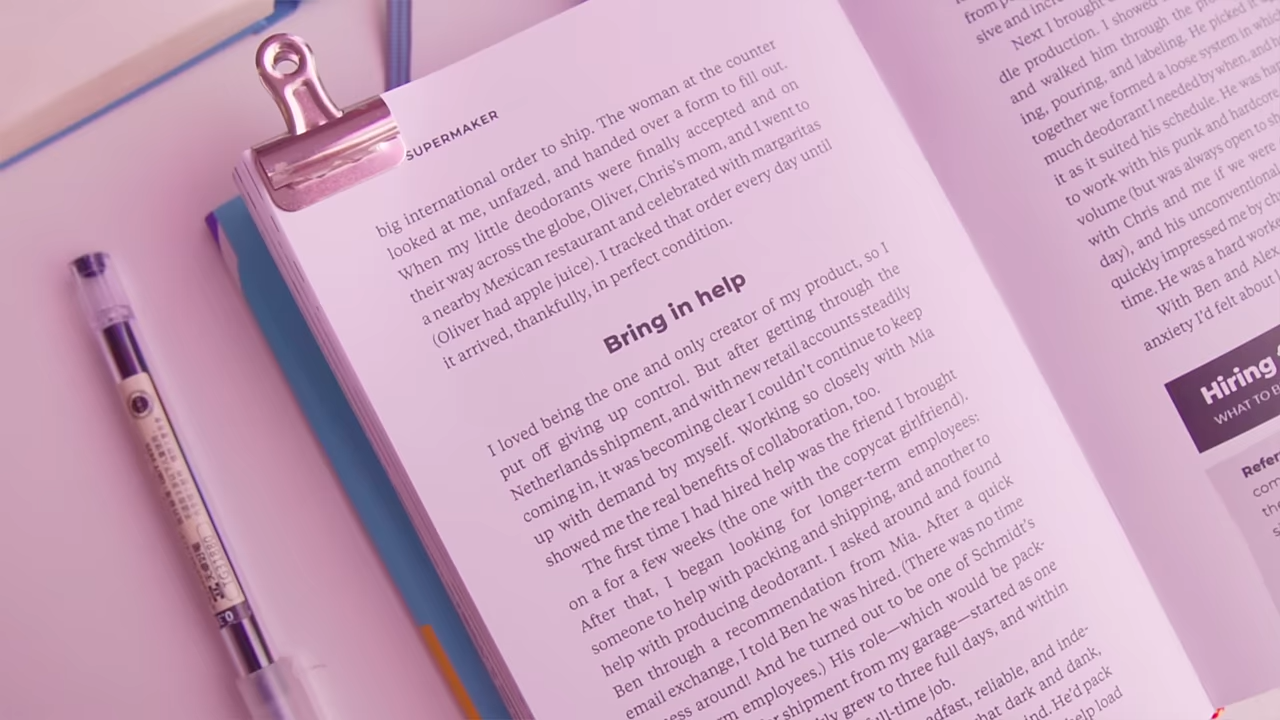 SUPERMAKER
big international order to ship. The woman at the counter
looked at me, unfazed, and handed over a form to fill out.
When my little deodorants were finally accepted and on
their way across the globe, Oliver, Chris's mom, and I went to
a nearby Mexican restaurant and celebrated with margaritas
(Oliver had apple juice). I tracked that order every day until
it arrived, thankfully, in perfect condition.
Bring in help
I loved being the one and only creator of my product, so I
put off giving up control. But after getting through the
Netherlands shipment, and with new retail accounts steadily
coming in, it was becoming clear I couldn't continue to keep
up with demand by myself. Working so closely with Mia
showed me the real benefits of collaboration, too.
The first time I had hired help was the friend I brought
on a for a few weeks (the one with the copycat girlfriend).
After that, I began looking for longer-term employees:
someone to help with packing and shipping, and another to
help with producing deodorant. I asked around and found
Ben through a recommendation from Mia. After a quick
email exchange, I told Ben he was hired. (There was no time
ess around! And he turned out to be one of Schmidt's
rm employees.) His role—which would be pack-
r shipment from my garage—started as one
kly grew to three full days, and within
full-time job.
dfast, reliable, and inde-
that dark and dank,
nd. He'd pack
help load
from po
sive and increa
Next I brought
dle production. I showed
and walked him through the pro
ing, pouring, and labeling. He picked it
together we formed a loose system in which
much deodorant I needed by when, and
as it suited his schedule. He was ha
to work with his punk and hardcore
volume (but was always open to sh
with Chris and me if we were
day), and his unconventional
quickly impressed me by ch
time. He was a hard work
With Ben and Alex
anxiety I'd felt about
Hiring
WHAT TO
Refer
com
th
s